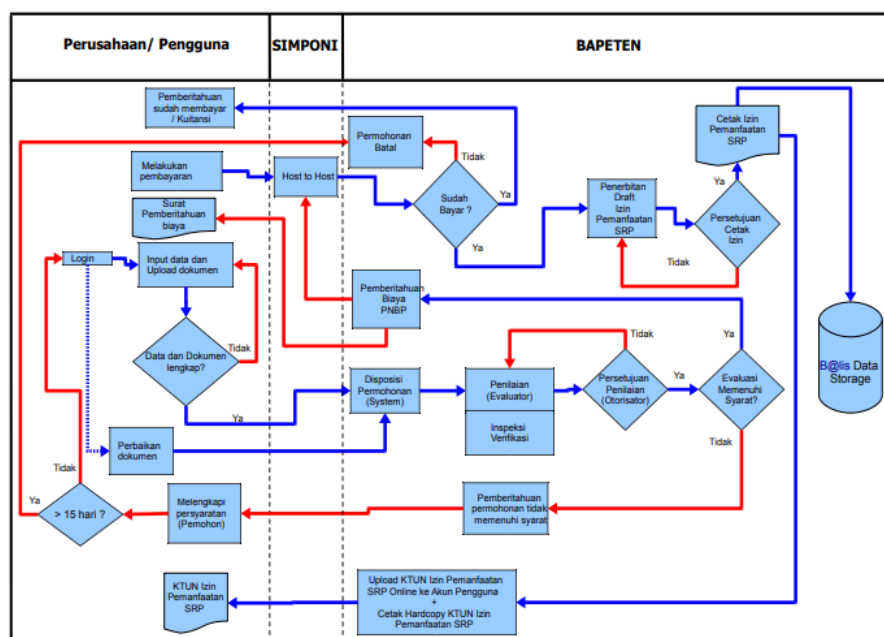 Perusahaan/ Pengguna
SIMPONI
BAPETEN
Pemberitahuan
sudah membayar
/ Kuitansi
Permohonan
Batal
Cetak Izin
Pemanfaatan
SRP
Tidak
Melakukan
pembayaran
Host to Host
Sudah
Bayar ?
Ya
Ya
Penerbitan
Draft
Izin
Pemanfaatan
SRP
Ya
Persetujuan
Cetak
Izin
Tidak
Surat
Pemberitahuan
biaya
Login
Input data dan
Upload dokumen
Pemberitahuan
Biaya
PNBP
Tidak
Data dan Dokumen
lengkap?
Ya
Tidak
Ya
B@lis Data
Storage
Disposisi
Permohonan
(System)
Penilaian
(Evaluator)
Inspeksi
Verifikasi
Persetujuan
Penilaian
(Otorisator)
Ya
Evaluasi
Memenuhi
Syarat?
Tidak
Perbaikan
dokumen
Tidak
Ya
> 15 hari ?
Melengkapi
persyaratan
(Pemohon)
Pemberitahuan
permohonan tidak
memenuhi syarat
KTUN Izin
Pemanfaatan
SRP
Upload KTUN Izin Pemanfaatan
SRP Online ke Akun Pengguna
+
Cetak Hardcopy KTUN Izin
Pemanfaatan SRP